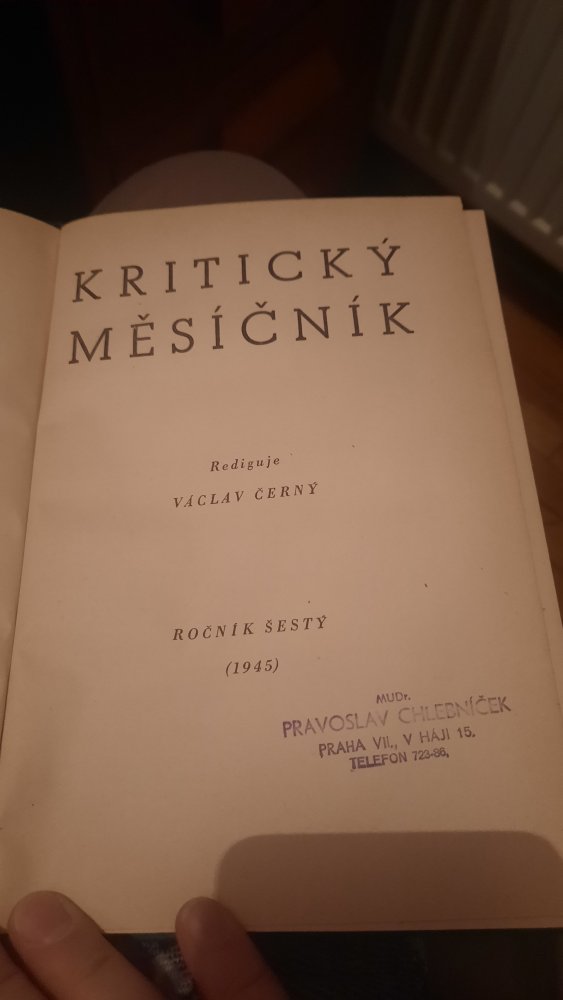 KRITICKÝ
MĚSÍČNÍK
Rediguje
VÁCLAV ČERNÝ
ROČNÍK ŠESTÝ
(1945)
MUDr.
PRAVOSLAV CHLEBNÍČEK
PRAHA VII., V HÁJI 15.
TELEFON 723-86,